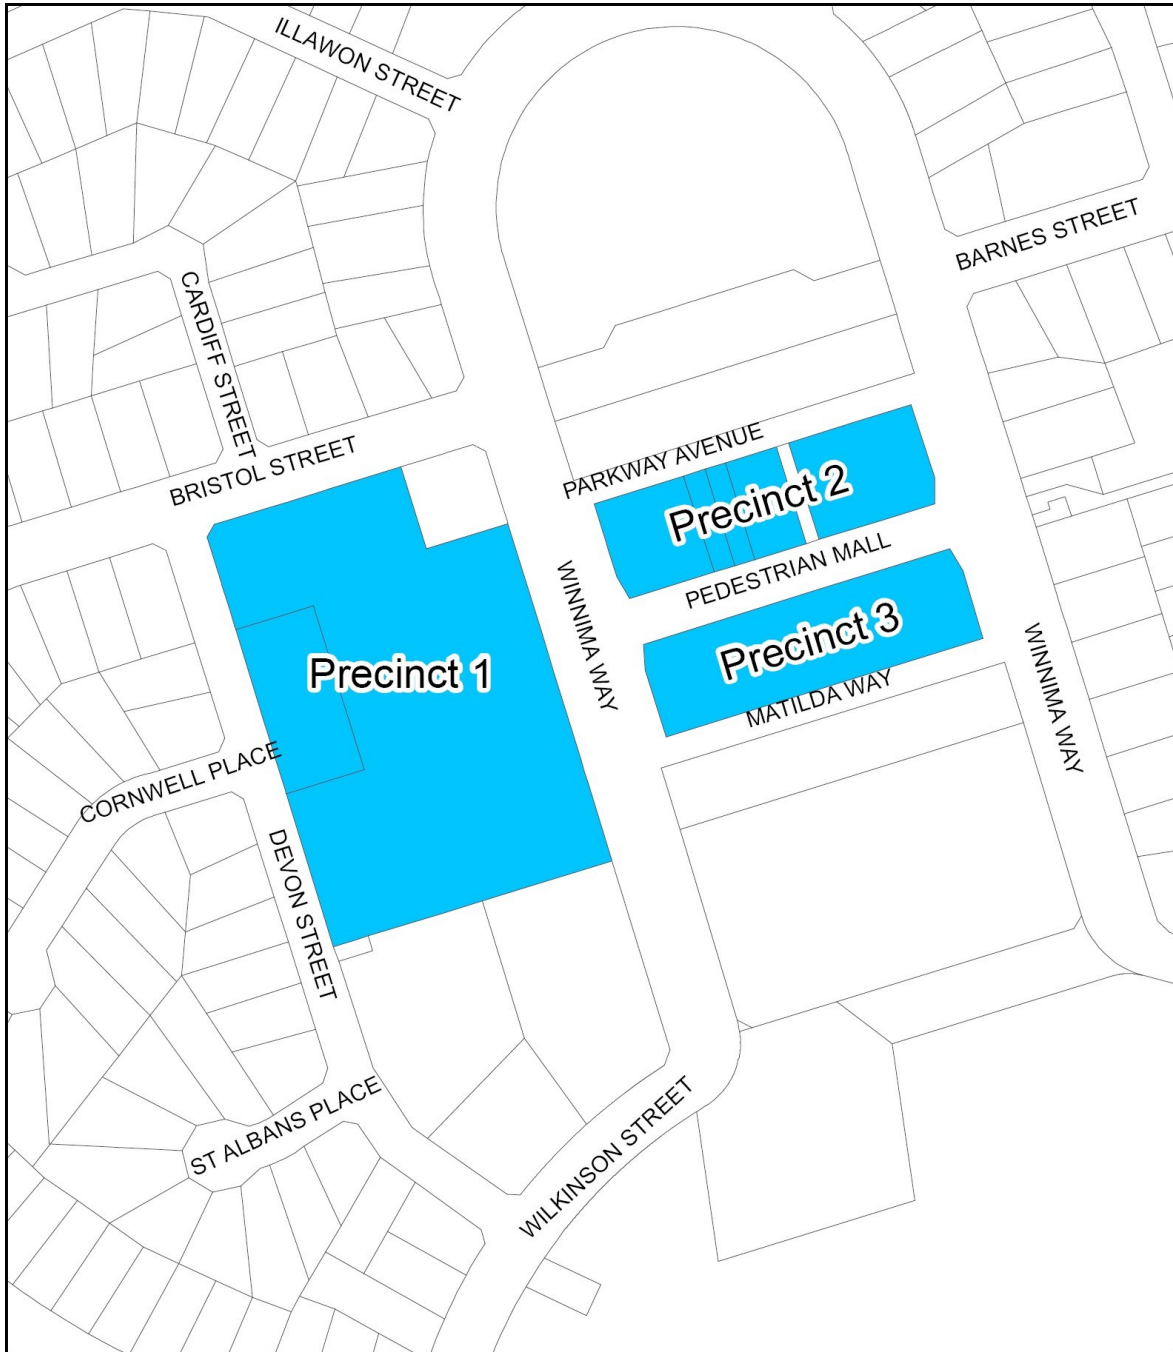 ILLAWON STREET
BARNES STREET
CARDIFF STREET
BRISTOL STREET
PARKWAY AVENUE
Precinct 2
PEDESTRIAN MALL
WINNIMA WAY
Precinct 3
Precinct 1
MATILDA WAY
WINNIMA WAY
CORNWELL PLACE
DEVON STREET
ST ALBANS PLACE
WILKINSON STREET